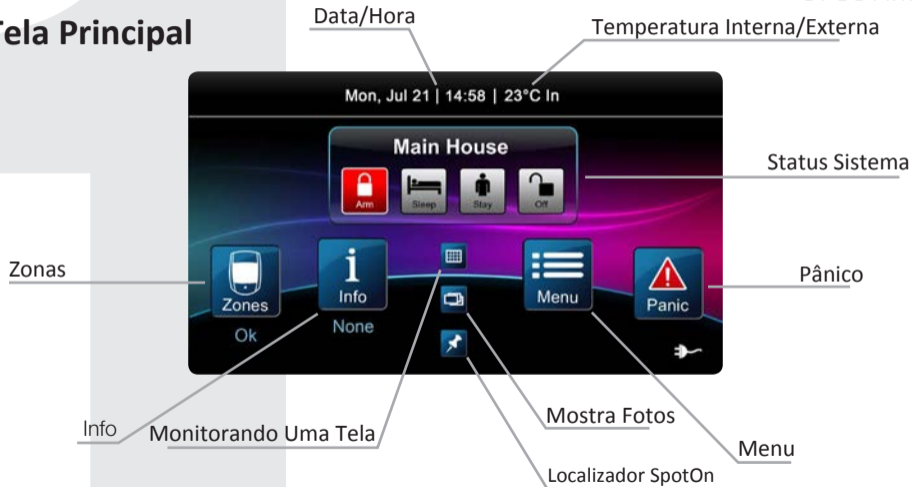 Tela Principal
Data/Hora
Temperatura Interna/Externa
Mon, Jul 21 | 14:58 | 23°C In
Main House
Arm
Sleep
Stay
Off
Status Sistema
Zonas
Zones
Ok
Info
None
Menu
Panic
Pânico
Info
Monitorando Uma Tela
Mostra Fotos
Menu
Localizador SpotOn